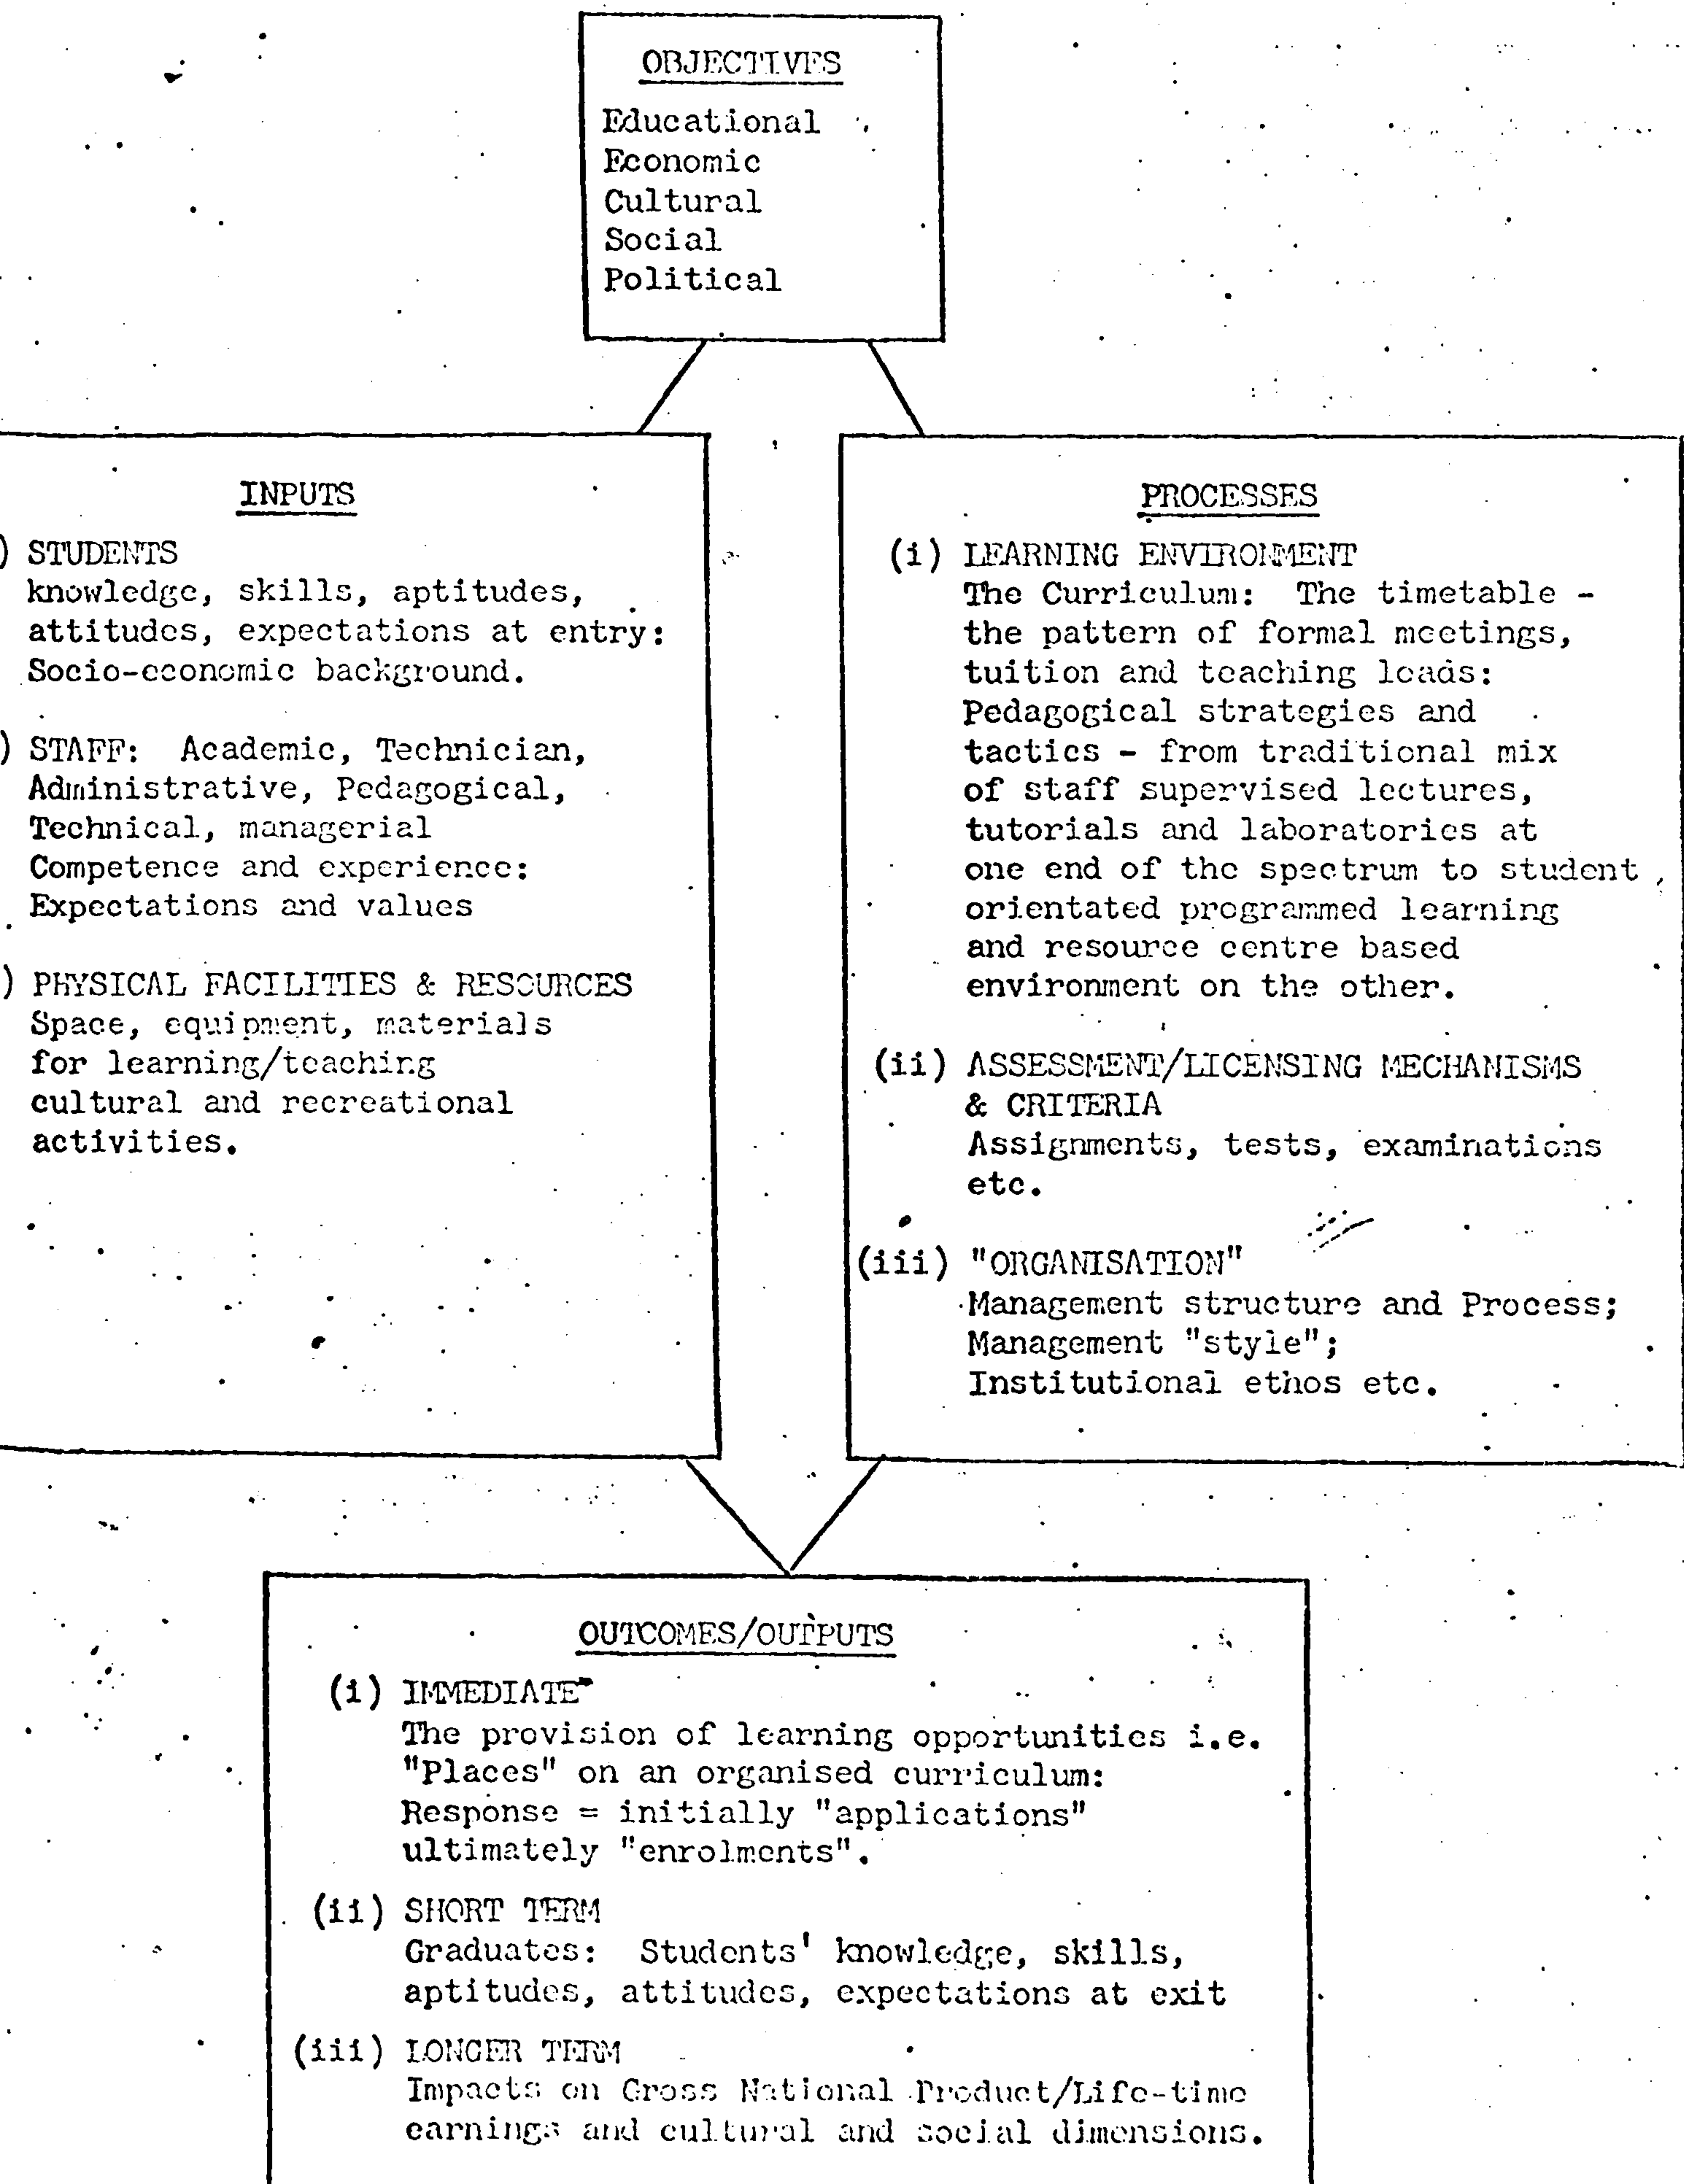 OBJECTIVES
Educational
Economic
Cultural
Social
Political
INPUTS
) STUDENTS
knowledge, skills, aptitudes,
attitudes, expectations at entry:
Socio-economic background.
) STAFF: Academic, Technician,
Administrative, Pedagogical,
Technical, managerial
Competence and experience:
Expectations and values
) PHYSICAL FACILITIES & RESOURCES
Space, equipment, materials
for learning/teaching
cultural and recreational
activities.
PROCESSES
(i) LEARNING ENVIRONMENT
The Curriculum: The timetable -
the pattern of formal meetings,
tuition and teaching loads:
Pedagogical strategies and
tactics - from traditional mix
of staff supervised lectures,
tutorials and laboratories at
one end of the spectrum to student
orientated programmed learning
and resource centre based
environment on the other.
(ii) ASSESSMENT/LICENSING MECHANISMS
& CRITERIA
Assignments, tests, examinations
etc.
(iii) "ORGANISATION"
Management structure and Process;
Management "style";
Institutional ethos etc.
OUTCOMES/OUTPUTS
(i) IMMEDIATE
The provision of learning opportunities i.e.
"Places" on an organised curriculum:
Response = initially "applications"
ultimately "enrolments".
(ii) SHORT TERM
Graduates: Students' knowledge, skills,
aptitudes, attitudes, expectations at exit
(iii) LONGER TERM
Impacts on Gross National Product/Life-time
earnings and cultural and social dimensions.